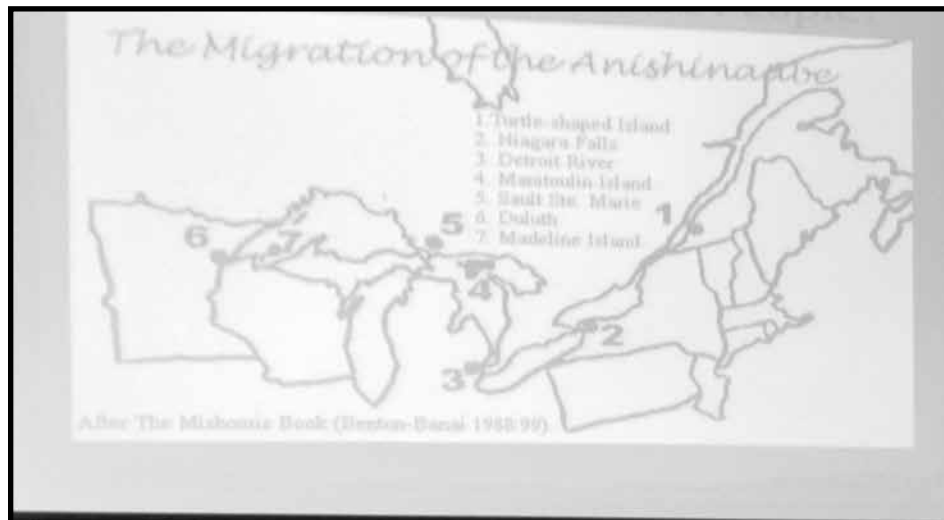 The Migration of the Anishinaabe
1. Turtle-shaped Island
2. Niagara Falls
3. Detroit River
4. Manitoulin Island
5. Sault Ste. Marie
6. Duluth
7. Madeline Island
1
5
6
7
4
2
3
After The Mishomis Book (Benton-Banai 1988:99)